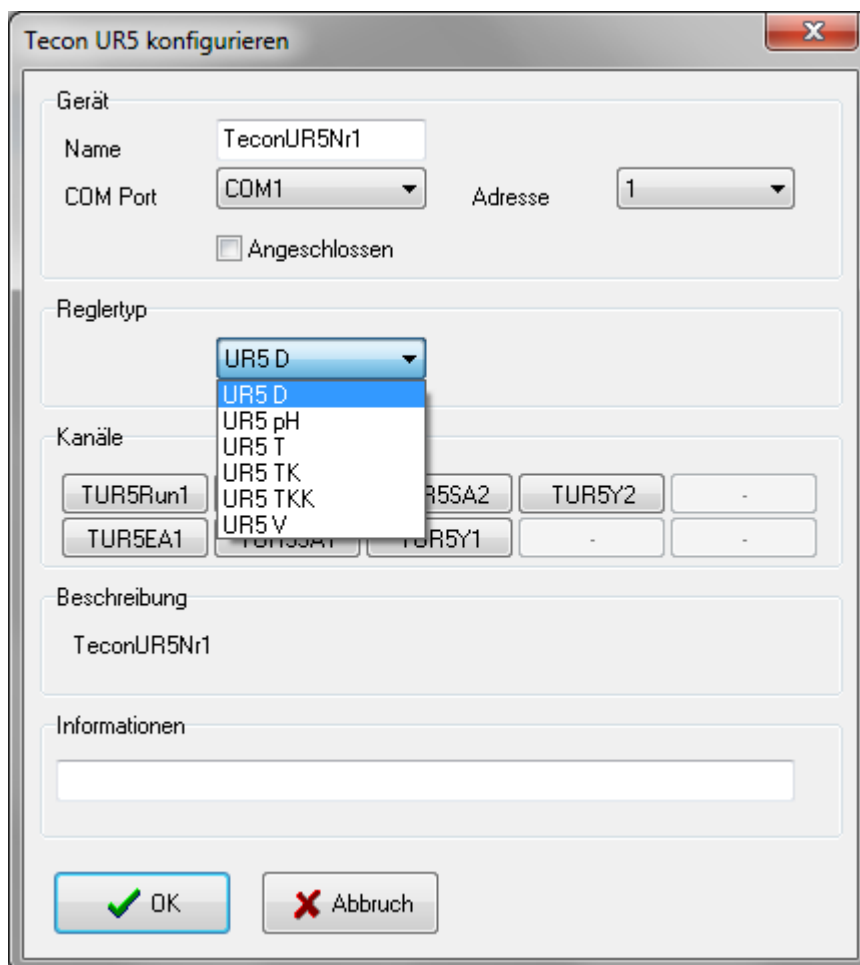 Tecon UR5 konfigurieren
Gerät
Name TeconUR5Nr1
COM Port COM1 Adresse 1
Angeschlossen
Reglertyp
UR5 D
UR5 D
UR5 pH
UR5 T
UR5 TK
UR5 TKK
UR5 V
Kanäle
TUR5Run1 R5SA2 TUR5Y2 -
TUR5EA1 TUR5Y1 - -
Beschreibung
TeconUR5Nr1
Informationen
OK Abbruch